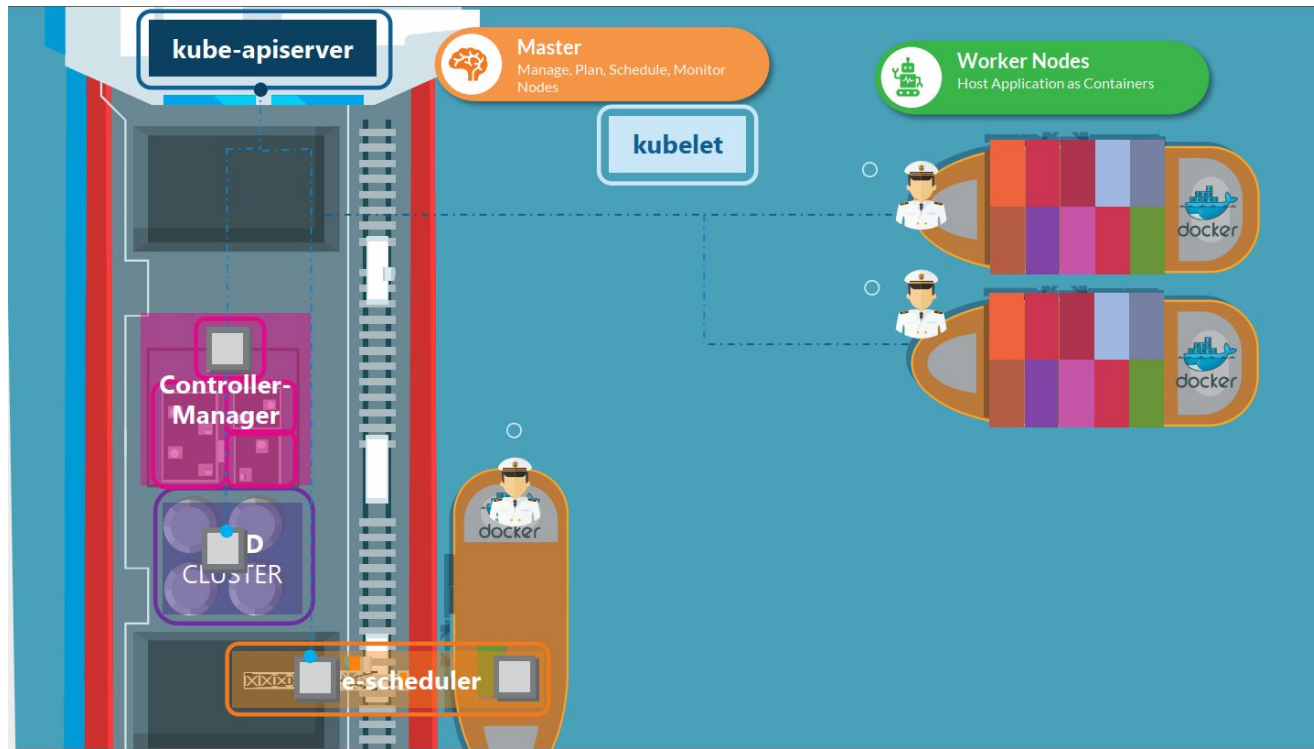 kube-apiserver
Master
Manage, Plan, Schedule, Monitor
Nodes
Worker Nodes
Host Application as Containers
kubelet
docker
docker
Controller-
Manager
D
CLUSTER
docker
e-scheduler